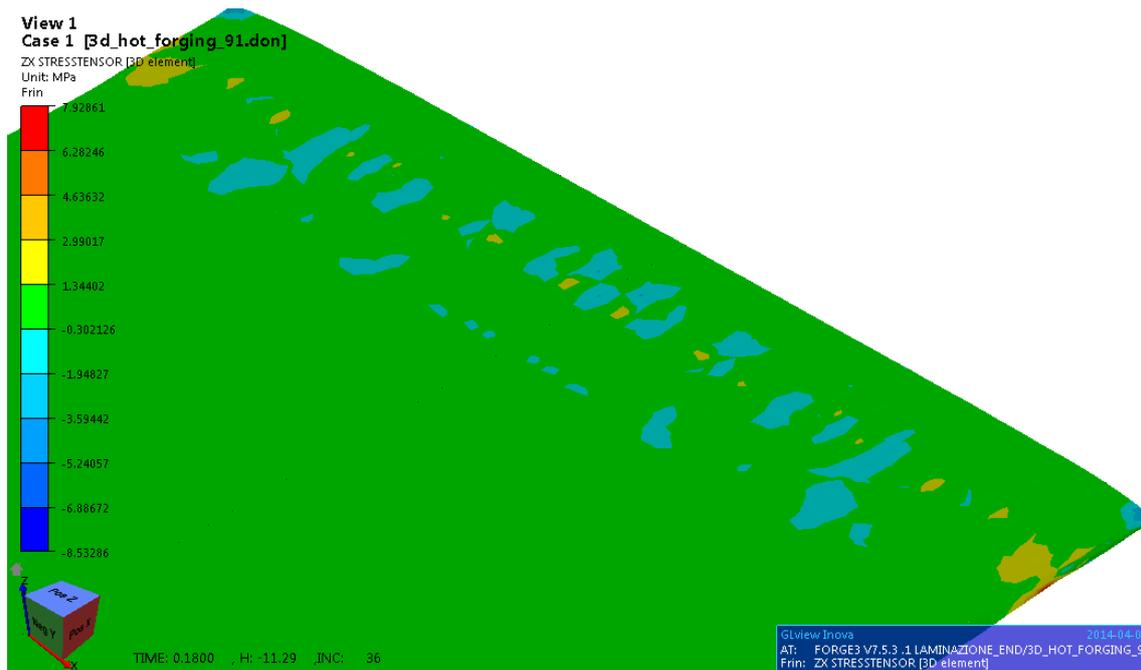 View 1
Case 1 [3d_hot_forging_91.don]
ZX STRESSTENSOR [3D element]
Unit: MPa
Frin
7.92861
6.28246
4.63632
2.99017
1.34402
-0.302126
-1.94827
-3.59442
-5.24057
-6.88672
-8.53286
Z
Pos Z
Neg Y
Pos X
X
TIME: 0.1800 , H: -11.29 ,INC: 36
GLview Inova 2014-04-0
AT: FORGE3 V7.5.3 .1 LAMINAZIONE_END/3D_HOT_FORGING_
Frin: ZX STRESSTENSOR [3D element]